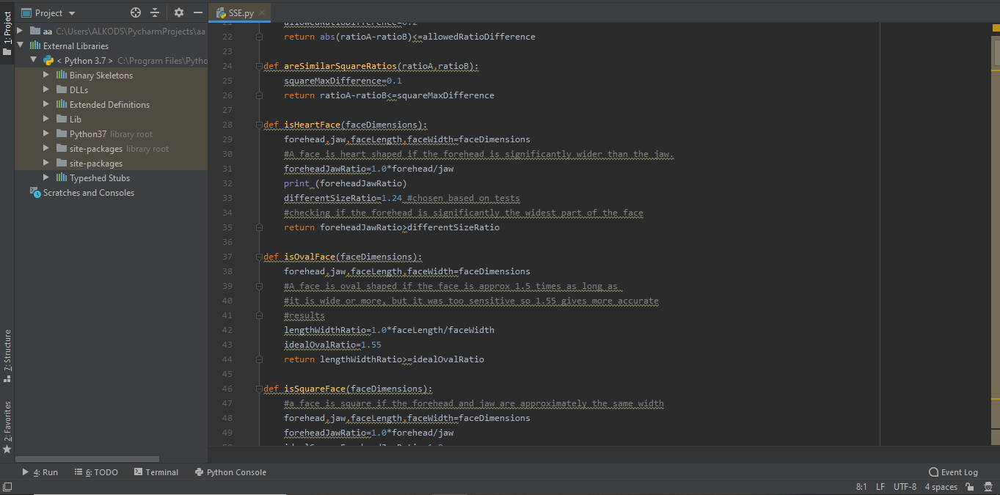 Project
SSE.py
1: Project
aa C:\Users\ALKODS\PycharmProjects\aa
External Libraries
< Python 3.7 > C:\Program Files\Pytho
Binary Skeletons
DLLs
Extended Definitions
Lib
Python37 library root
site-packages library root
site-packages
Typeshed Stubs
Scratches and Consoles
7: Structure
2: Favorites
21 allowedRatioDifference=0.2
22 return abs(ratioA-ratioB)<=allowedRatioDifference
23
24 def areSimilarSquareRatios(ratioA,ratioB):
25 squareMaxDifference=0.1
26 return ratioA-ratioB<=squareMaxDifference
27
28 def isHeartFace(faceDimensions):
29 forehead,jaw,faceLength,faceWidth=faceDimensions
30 #A face is heart shaped if the forehead is significantly wider than the jaw.
31 foreheadJawRatio=1.0*forehead/jaw
32 print (foreheadJawRatio)
33 differentSizeRatio=1.24 #chosen based on tests
34 #checking if the forehead is significantly the widest part of the face
35 return foreheadJawRatio>differentSizeRatio
36
37 def isOvalFace(faceDimensions):
38 forehead,jaw,faceLength,faceWidth=faceDimensions
39 #A face is oval shaped if the face is approx 1.5 times as long as
40 #it is wide or more, but it was too sensitive so 1.55 gives more accurate
41 #results
42 lengthWidthRatio=1.0*faceLength/faceWidth
43 idealOvalRatio=1.55
44 return lengthWidthRatio>=idealOvalRatio
45
46 def isSquareFace(faceDimensions):
47 #a face is square if the forehead and jaw are approximately the same width
48 forehead,jaw,faceLength,faceWidth=faceDimensions
49 foreheadJawRatio=1.0*forehead/jaw
4: Run 6: TODO Terminal Python Console Event Log
8:1 LF UTF-8 4 spaces